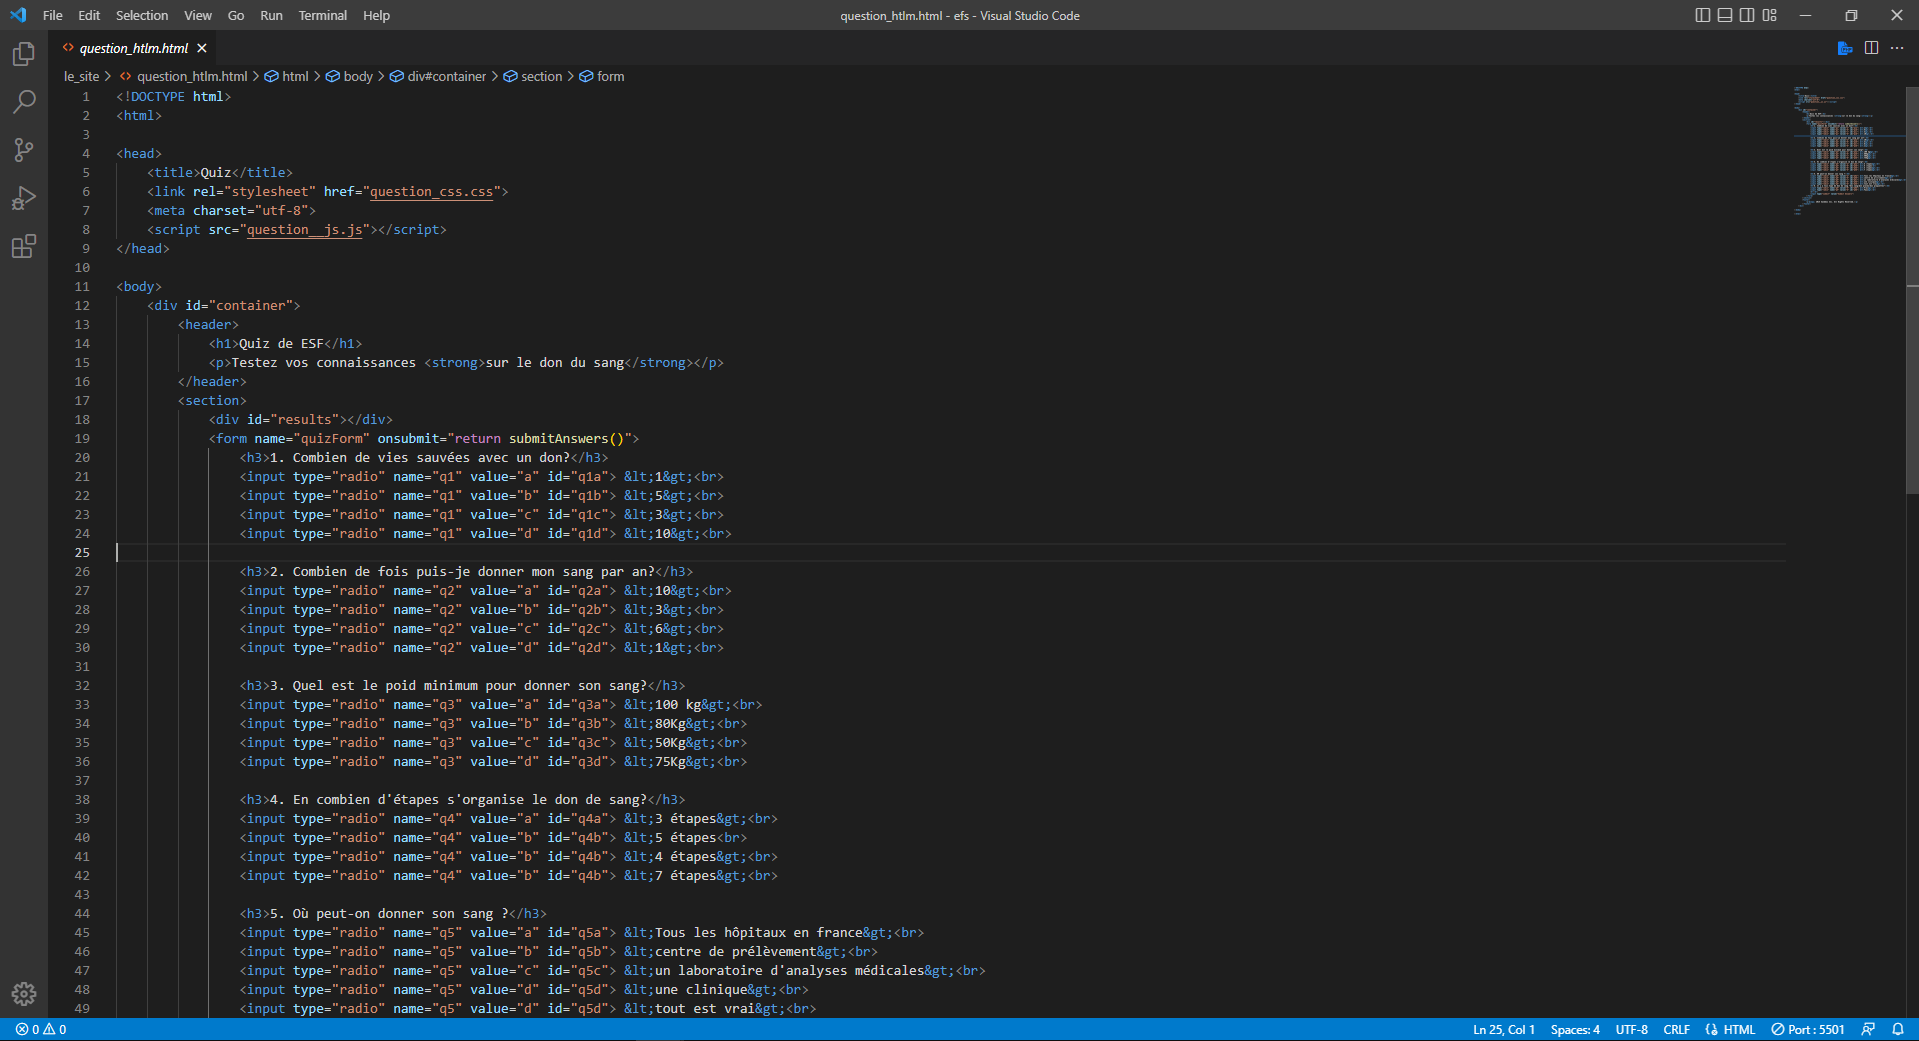 File Edit Selection View Go Run Terminal Help question_htlm.html - efs - Visual Studio Code
question_htlm.html
le_site > question_htlm.html > html > body > div#container > section > form
1 <!DOCTYPE html>
2 <html>
3
4 <head>
5 <title>Quiz</title>
6 <link rel="stylesheet" href="question_css.css">
7 <meta charset="utf-8">
8 <script src="question__js.js"></script>
9 </head>
10
11 <body>
12 <div id="container">
13 <header>
14 <h1>Quiz de ESF</h1>
15 <p>Testez vos connaissances <strong>sur le don du sang</strong></p>
16 </header>
17 <section>
18 <div id="results"></div>
19 <form name="quizForm" onsubmit="return submitAnswers()">
20 <h3>1. Combien de vies sauvées avec un don?</h3>
21 <input type="radio" name="q1" value="a" id="q1a"> &lt;1&gt;<br>
22 <input type="radio" name="q1" value="b" id="q1b"> &lt;5&gt;<br>
23 <input type="radio" name="q1" value="c" id="q1c"> &lt;3&gt;<br>
24 <input type="radio" name="q1" value="d" id="q1d"> &lt;10&gt;<br>
25
26 <h3>2. Combien de fois puis-je donner mon sang par an?</h3>
27 <input type="radio" name="q2" value="a" id="q2a"> &lt;10&gt;<br>
28 <input type="radio" name="q2" value="b" id="q2b"> &lt;3&gt;<br>
29 <input type="radio" name="q2" value="c" id="q2c"> &lt;6&gt;<br>
30 <input type="radio" name="q2" value="d" id="q2d"> &lt;1&gt;<br>
31
32 <h3>3. Quel est le poid minimum pour donner son sang?</h3>
33 <input type="radio" name="q3" value="a" id="q3a"> &lt;100 kg&gt;<br>
34 <input type="radio" name="q3" value="b" id="q3b"> &lt;80Kg&gt;<br>
35 <input type="radio" name="q3" value="c" id="q3c"> &lt;50Kg&gt;<br>
36 <input type="radio" name="q3" value="d" id="q3d"> &lt;75Kg&gt;<br>
37
38 <h3>4. En combien d'étapes s'organise le don de sang?</h3>
39 <input type="radio" name="q4" value="a" id="q4a"> &lt;3 étapes&gt;<br>
40 <input type="radio" name="q4" value="b" id="q4b"> &lt;5 étapes<br>
41 <input type="radio" name="q4" value="b" id="q4b"> &lt;4 étapes&gt;<br>
42 <input type="radio" name="q4" value="b" id="q4b"> &lt;7 étapes&gt;<br>
43
44 <h3>5. Où peut-on donner son sang ?</h3>
45 <input type="radio" name="q5" value="a" id="q5a"> &lt;Tous les hôpitaux en france&gt;<br>
46 <input type="radio" name="q5" value="b" id="q5b"> &lt;centre de prélèvement&gt;<br>
47 <input type="radio" name="q5" value="c" id="q5c"> &lt;un laboratoire d'analyses médicales&gt;<br>
48 <input type="radio" name="q5" value="d" id="q5d"> &lt;une clinique&gt;<br>
49 <input type="radio" name="q5" value="d" id="q5d"> &lt;tout est vrai&gt;<br>
0 0 Ln 25, Col 1 Spaces: 4 UTF-8 CRLF HTML Port : 5501